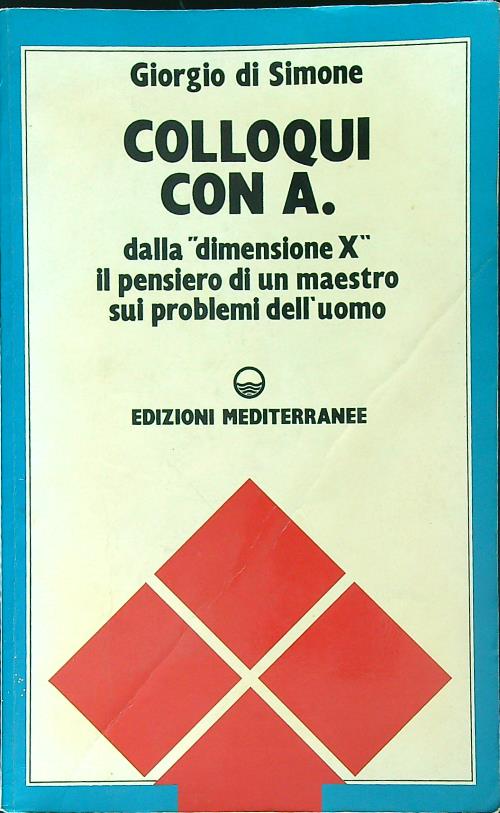 Giorgio di Simone
COLLOQUI
CON A.
dalla "dimensione X"
il pensiero di un maestro
sui problemi dell'uomo
EDIZIONI MEDITERRANEE